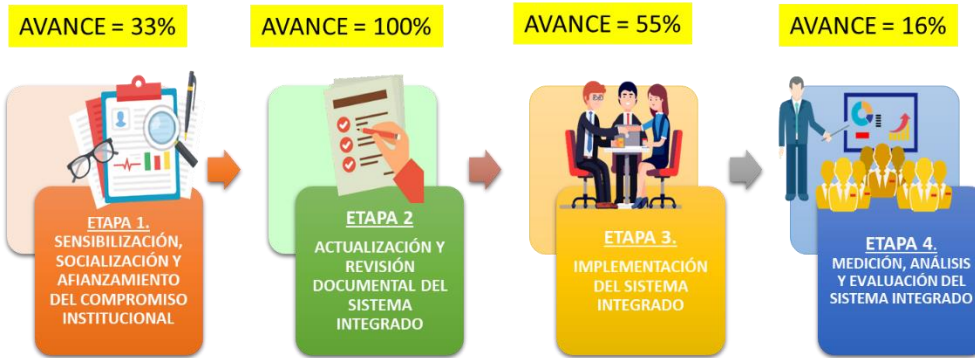 AVANCE = 33%
AVANCE = 100%
AVANCE = 55%
AVANCE = 16%
ETAPA 1.
SENSIBILIZACIÓN,
SOCIALIZACIÓN Y
AFIANZAMIENTO
DEL COMPROMISO
INSTITUCIONAL
ETAPA 2
ACTUALIZACIÓN Y
REVISIÓN
DOCUMENTAL DEL
SISTEMA
INTEGRADO
ETAPA 3.
IMPLEMENTACIÓN
DEL SISTEMA
INTEGRADO
ETAPA 4.
MEDICIÓN, ANÁLISIS
Y EVALUACIÓN DEL
SISTEMA INTEGRADO